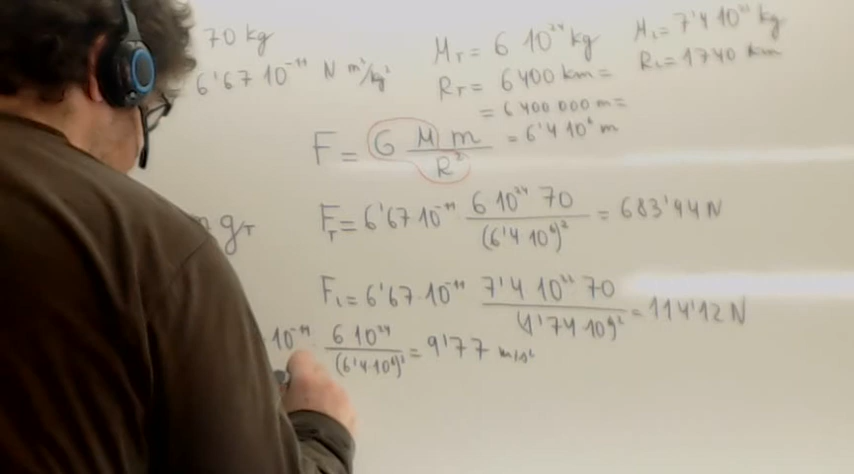 70 kg
6'67 10⁻¹¹ N m²/kg²
M_T = 6 10²⁴ kg
R_T = 6400 km =
= 6 400 000 m =
= 6'4 10⁶ m
M_L = 7'4 10²² kg
R_L = 1740 km
F = G M m / R²
g_T
F_T = 6'67 10⁻¹¹ 6 10²⁴ 70 / (6'4 10⁶)² = 683'94 N
F_L = 6'67 · 10⁻¹¹ 7'4 10²² 70 / (1'74 10⁶)² = 114'12 N
10⁻¹¹ · 6 10²⁴ / (6'4 · 10⁶)² = 9'77 m/s²